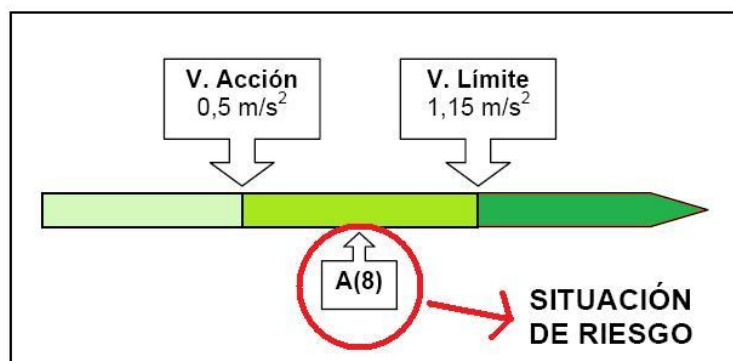 V. Acción
0,5 m/s²
V. Límite
1,15 m/s²
A(8)
SITUACIÓN
DE RIESGO